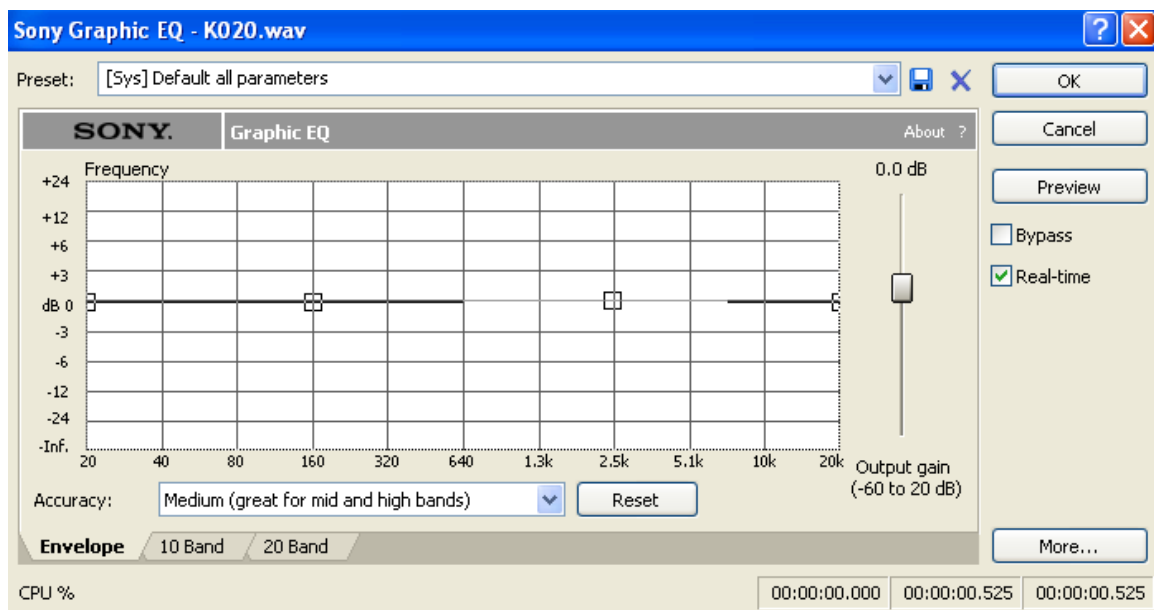 Sony Graphic EQ - K020.wav
Preset: [Sys] Default all parameters
OK
SONY. Graphic EQ About ?
Cancel
Frequency 0.0 dB
Preview
+24
+12
Bypass
+6
+3
Real-time
dB 0
-3
-6
-12
-24
-Inf.
20 40 80 160 320 640 1.3k 2.5k 5.1k 10k 20k
Output gain
(-60 to 20 dB)
Accuracy: Medium (great for mid and high bands) Reset
Envelope 10 Band 20 Band
More...
CPU % 00:00:00.000 00:00:00.525 00:00:00.525